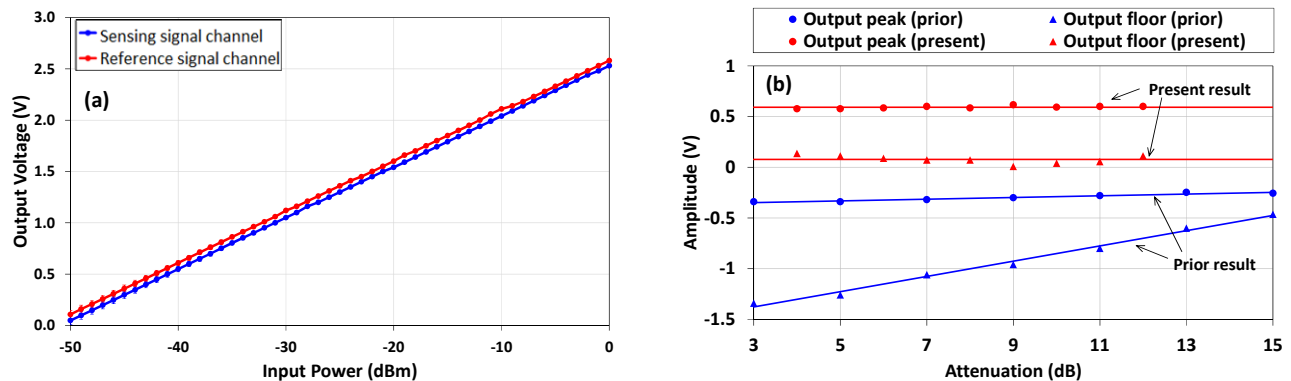 Sensing signal channel
Reference signal channel
(a)
Output Voltage (V)
3.0
2.5
2.0
1.5
1.0
0.5
0.0
-50
-40
-30
-20
-10
0
Input Power (dBm)
Output peak (prior)
Output floor (prior)
Output peak (present)
Output floor (present)
(b)
Present result
Prior result
Amplitude (V)
1
0.5
0
-0.5
-1
-1.5
3
5
7
9
11
13
15
Attenuation (dB)